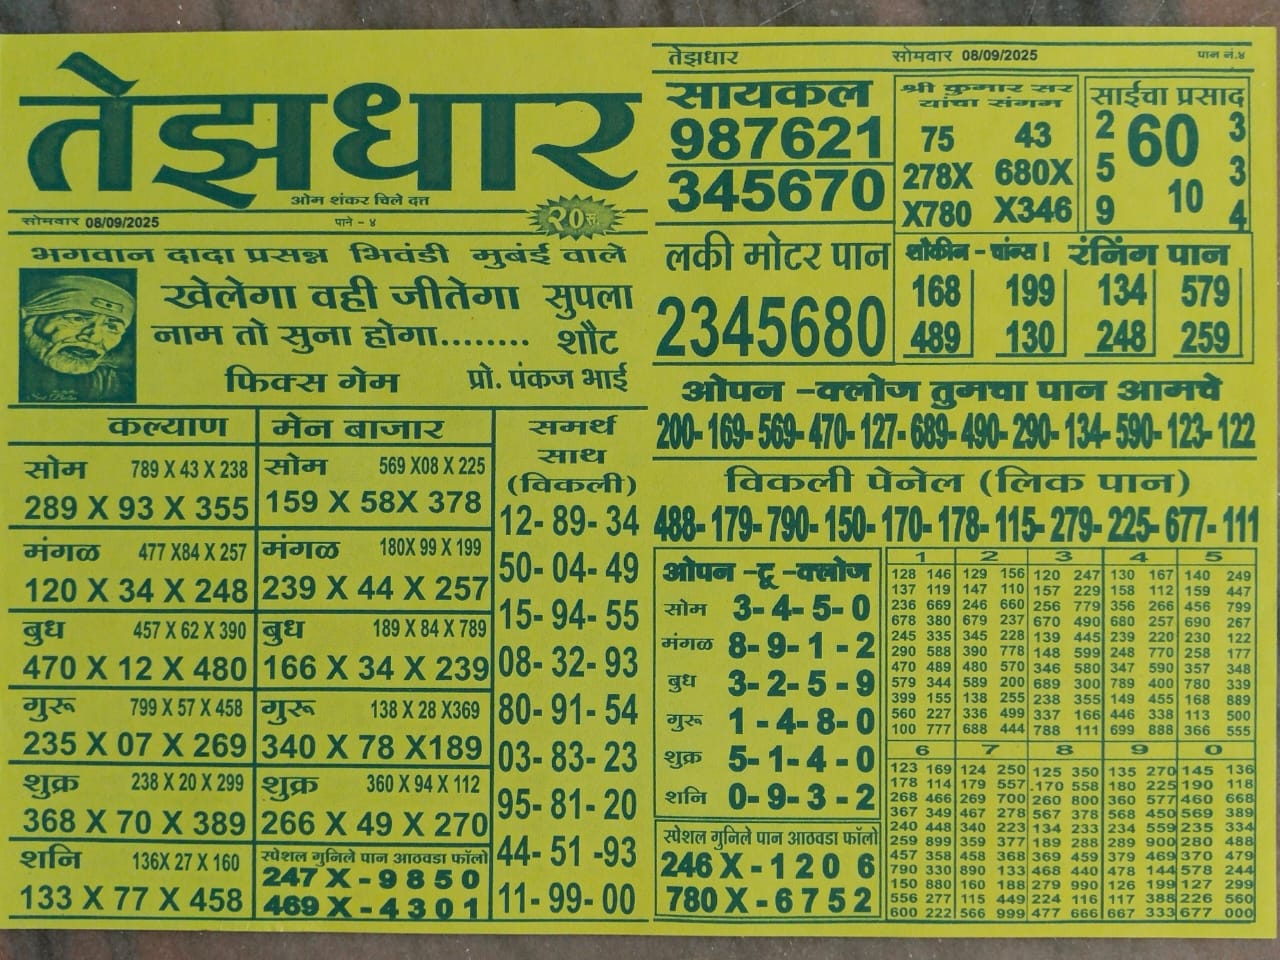 तेझधार
ओम शंकर चिले दत्त
सोमवार 08/09/2025 पाने - ४ २०रु.
भगवान दादा प्रसन्न भिवंडी मुंबई वाले
खेलेगा वही जीतेगा सुपला
नाम तो सुना होगा........ शौट
फिक्स गेम प्रो. पंकज भाई
कल्याण
सोम 789 X 43 X 238
289 X 93 X 355
मंगळ 477 X84 X 257
120 X 34 X 248
बुध 457 X 62 X 390
470 X 12 X 480
गुरू 799 X 57 X 458
235 X 07 X 269
शुक्र 238 X 20 X 299
368 X 70 X 389
शनि 136X 27 X 160
133 X 77 X 458
मेन बाजार
सोम 569 X08 X 225
159 X 58X 378
मंगळ 180X 99 X 199
239 X 44 X 257
बुध 189 X 84 X 789
166 X 34 X 239
गुरू 138 X 28 X369
340 X 78 X189
शुक्र 360 X 94 X 112
266 X 49 X 270
स्पेशल गुनिले पान आठवडा फॉलो
247 X - 9 8 5 0
469 X - 4 3 0 1
समर्थ
साथ
(विकली)
12- 89- 34
50- 04- 49
15- 94- 55
08- 32- 93
80- 91- 54
03- 83- 23
95- 81- 20
44- 51 -93
11- 99- 00
तेझधार सोमवार 08/09/2025 पान नं.४
सायकल
987621
345670
श्री कुमार सर
यांचा संगम
75 43
278X 680X
X780 X346
साईचा प्रसाद
2 60 3
5 3
9 10 4
लकी मोटर पान
2345680
शौकीन - पॉन्स। रंनिंग पान
168 199 134 579
489 130 248 259
ओपन -क्लोज तुमचा पान आमचे
200- 169- 569- 470- 127- 689- 490- 290- 134- 590- 123- 122
विकली पेनेल (लिक पान)
488- 179- 790- 150- 170- 178- 115- 279- 225- 677- 111
ओपन -टू -क्लोज
सोम 3- 4- 5- 0
मंगळ 8- 9- 1 - 2
बुध 3- 2- 5 - 9
गुरू 1 - 4- 8- 0
शुक्र 5- 1- 4 - 0
शनि 0- 9- 3 - 2
स्पेशल गुनिले पान आठवडा फॉलो
246 X - 1 2 0 6
780 X - 6 7 5 2
1 2 3 4 5
128 146 129 156 120 247 130 167 140 249
137 119 147 110 157 229 158 112 159 447
236 669 246 660 256 779 356 266 456 799
678 380 679 237 670 490 680 257 690 267
245 335 345 228 139 445 239 220 230 122
290 588 390 778 148 599 248 770 258 177
470 489 480 570 346 580 347 590 357 348
579 344 589 200 689 300 789 400 780 339
399 155 138 255 238 355 149 455 168 889
560 227 336 499 337 166 446 338 113 500
100 777 688 444 788 111 699 888 366 555
6 7 8 9 0
123 169 124 250 125 350 135 270 145 136
178 114 179 557 170 558 180 225 190 118
268 466 269 700 260 800 360 577 460 668
367 349 467 278 567 378 568 450 569 389
240 448 340 223 134 233 234 559 235 334
259 899 359 377 189 288 289 900 280 488
457 358 458 368 369 459 379 469 370 479
790 330 890 133 468 440 478 144 578 244
150 880 160 188 279 990 126 199 127 299
556 277 115 449 224 116 117 388 226 560
600 222 566 999 477 666 667 333 677 000